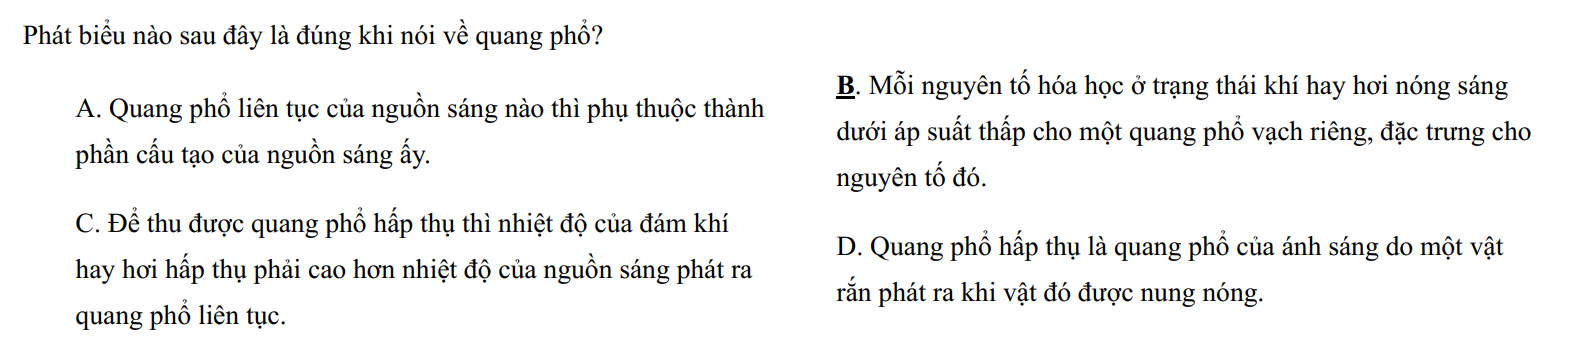 Phát biểu nào sau đây là đúng khi nói về quang phổ?
A. Quang phổ liên tục của nguồn sáng nào thì phụ thuộc thành
phần cấu tạo của nguồn sáng ấy.
B. Mỗi nguyên tố hóa học ở trạng thái khí hay hơi nóng sáng
dưới áp suất thấp cho một quang phổ vạch riêng, đặc trưng cho
nguyên tố đó.
C. Để thu được quang phổ hấp thụ thì nhiệt độ của đám khí
hay hơi hấp thụ phải cao hơn nhiệt độ của nguồn sáng phát ra
quang phổ liên tục.
D. Quang phổ hấp thụ là quang phổ của ánh sáng do một vật
rắn phát ra khi vật đó được nung nóng.